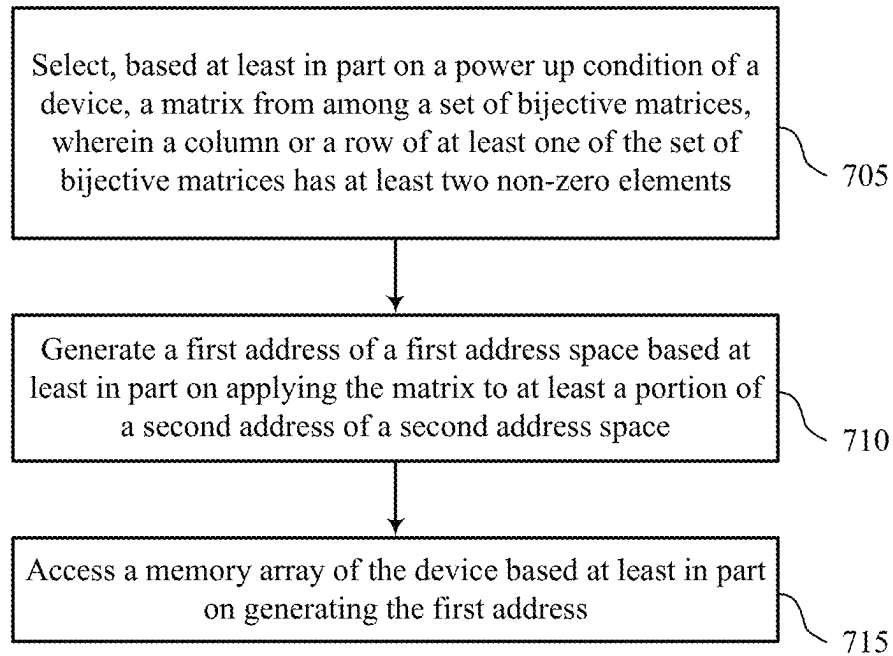 Select, based at least in part on a power up condition of a
device, a matrix from among a set of bijective matrices,
wherein a column or a row of at least one of the set of
bijective matrices has at least two non-zero elements
705
Generate a first address of a first address space based at
least in part on applying the matrix to at least a portion of
a second address of a second address space
710
Access a memory array of the device based at least in part
on generating the first address
715